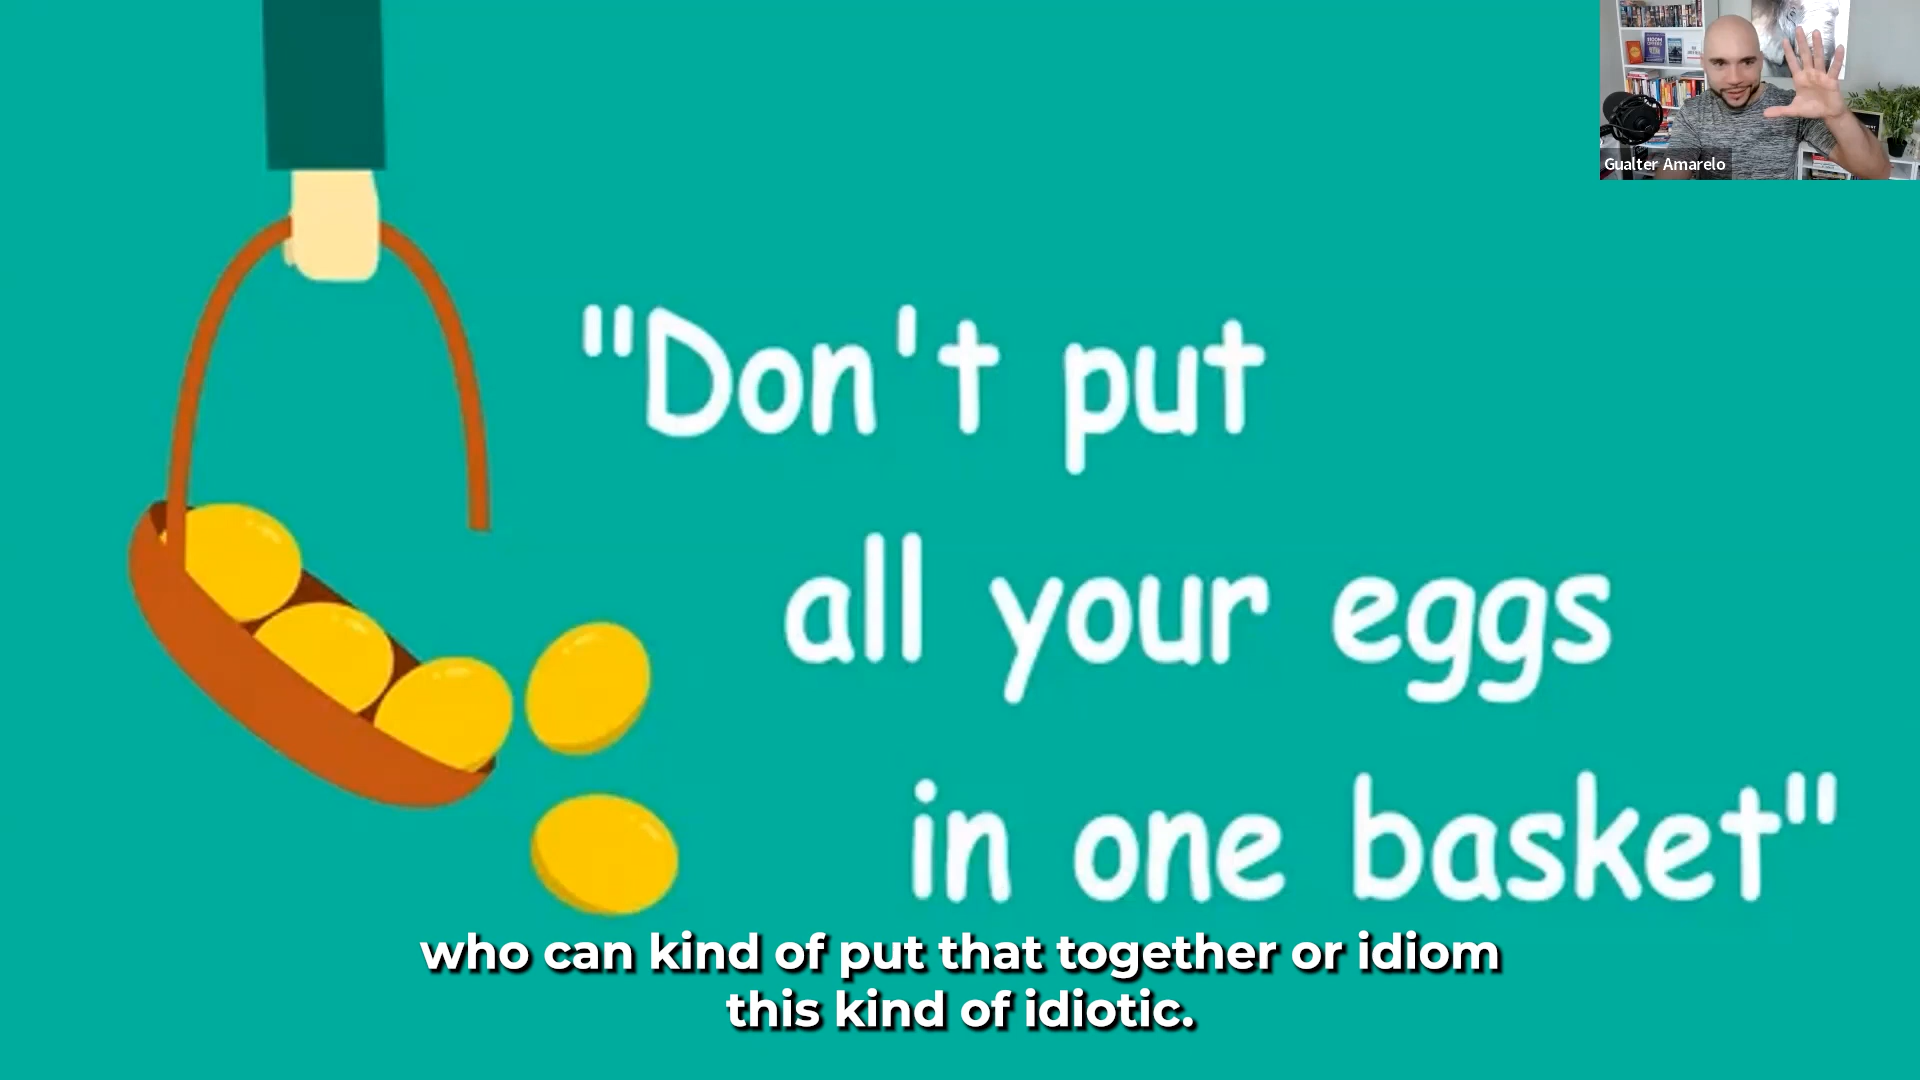 Gualter Amarelo
"Don't put
all your eggs
in one basket"
who can kind of put that together or idiom
this kind of idiotic.